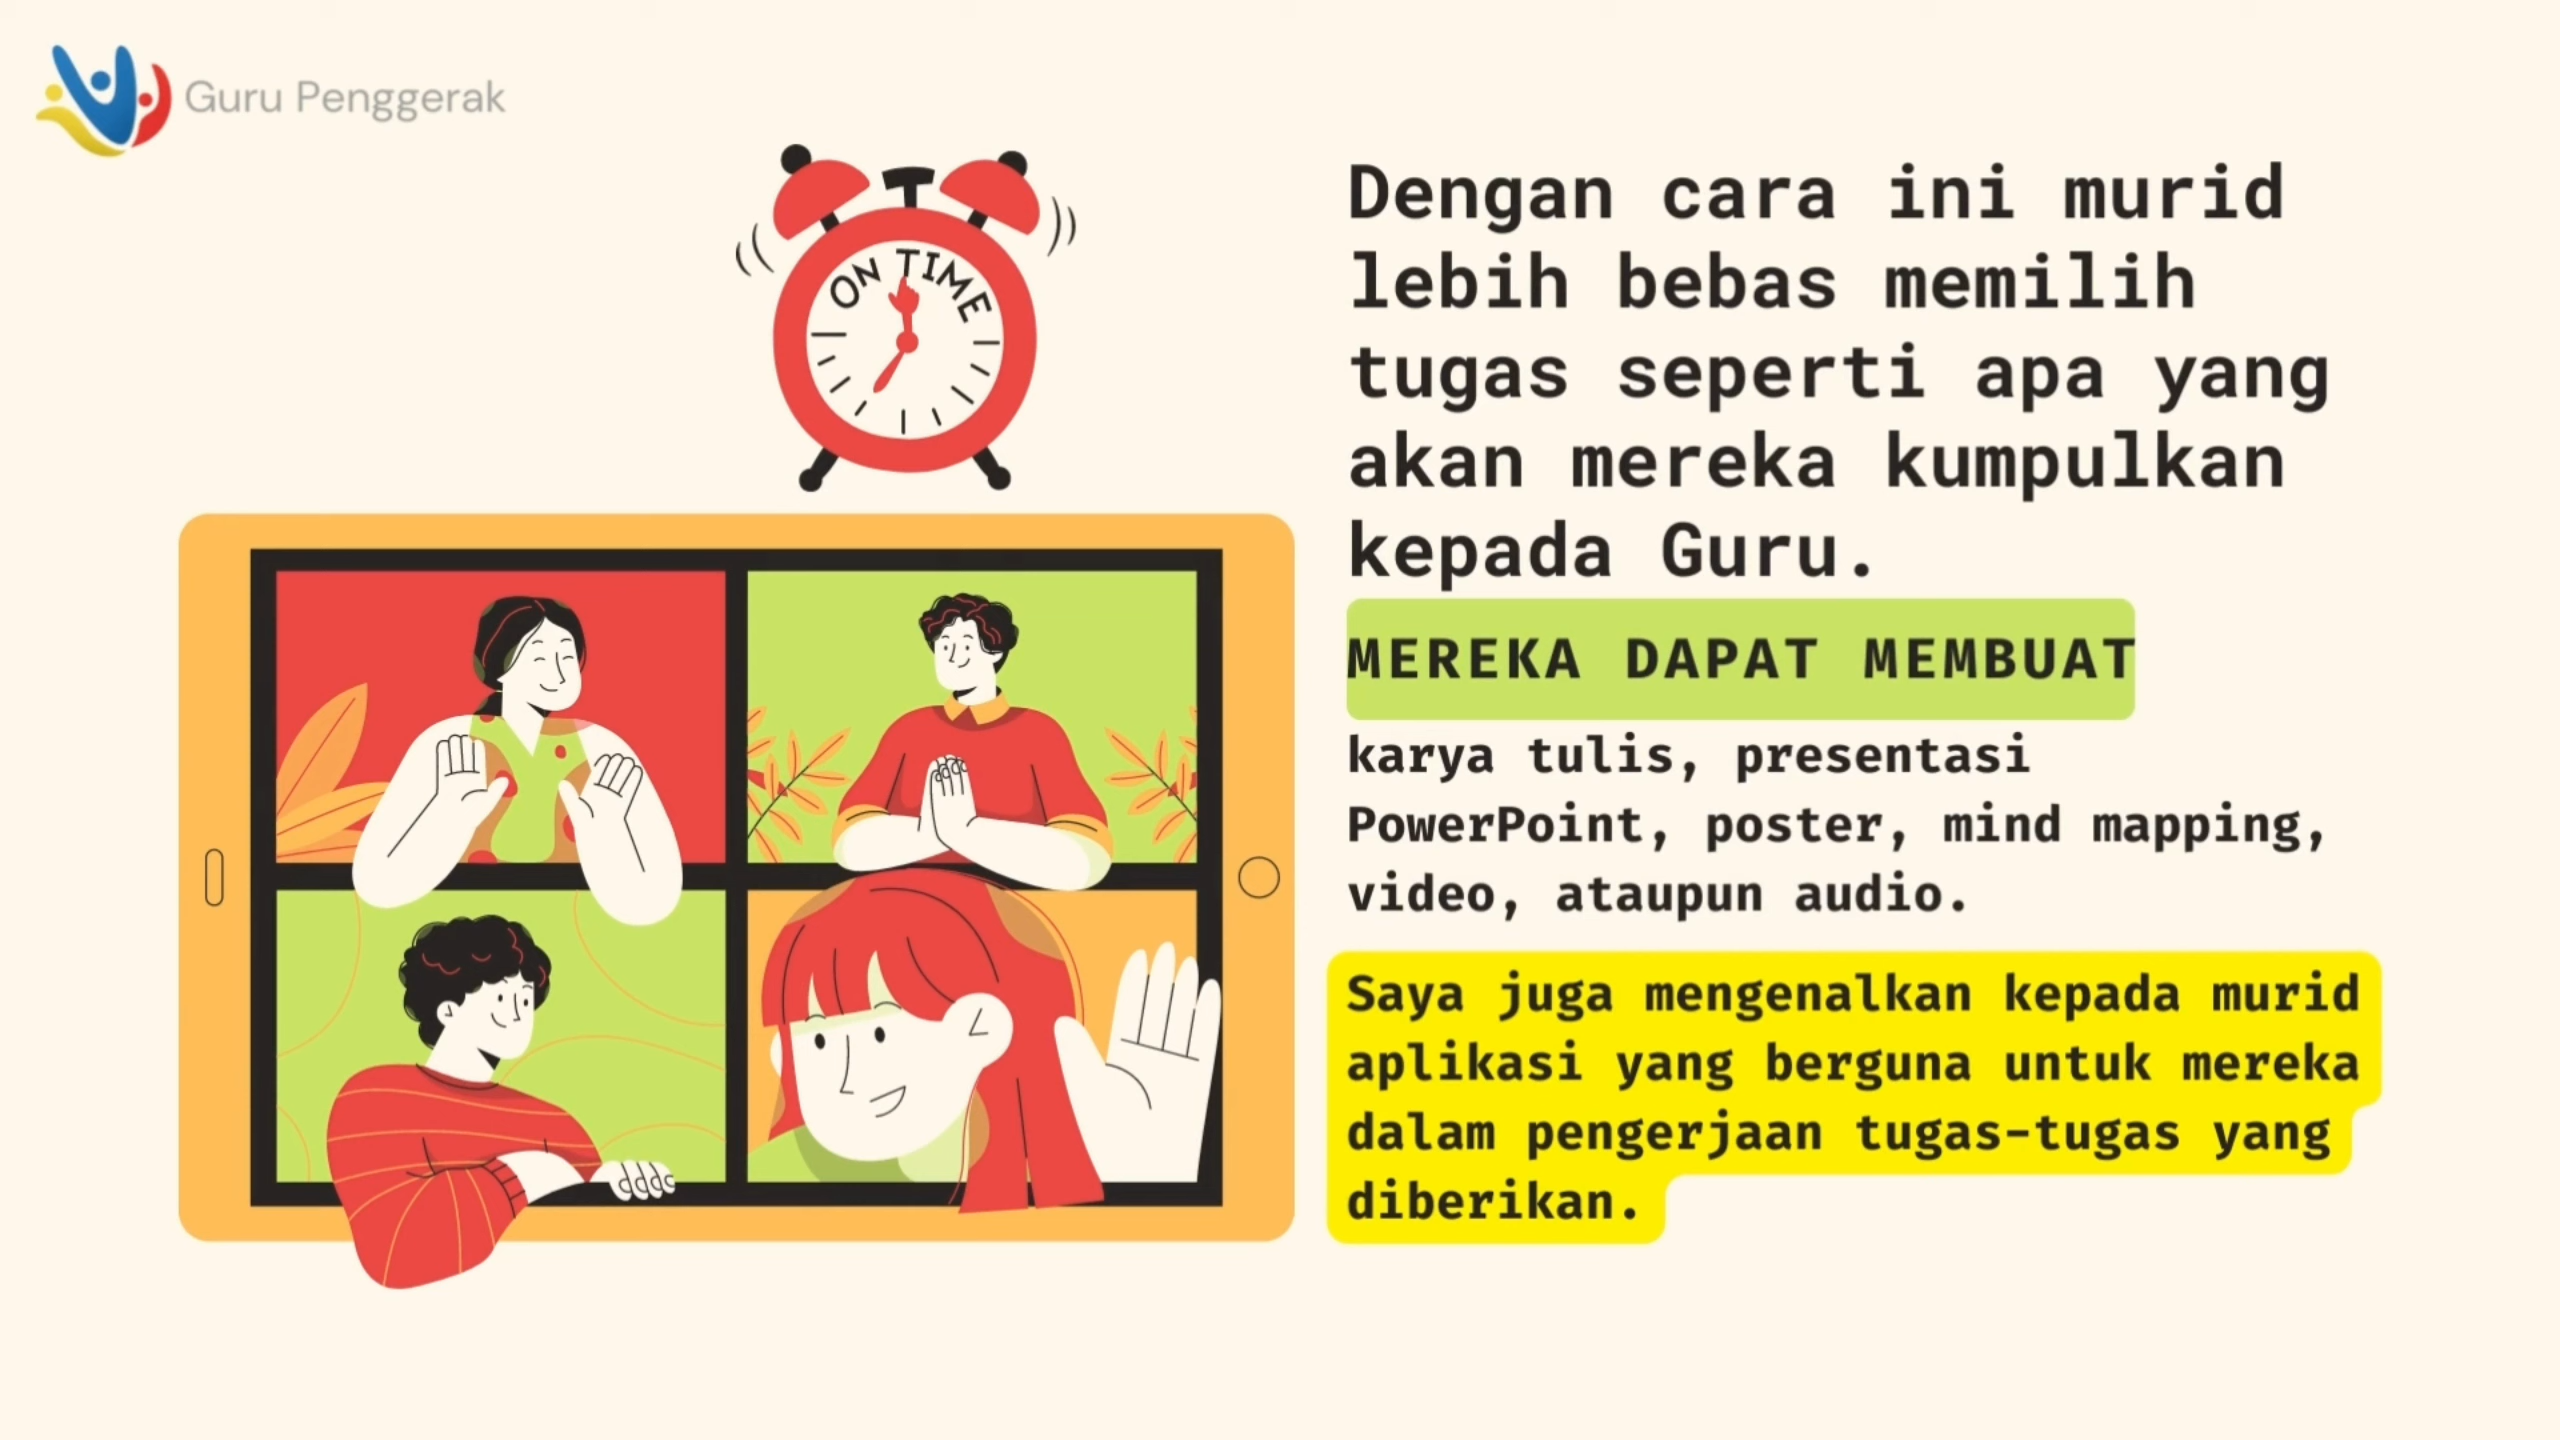 Guru Penggerak
ON TIME
Dengan cara ini murid
lebih bebas memilih
tugas seperti apa yang
akan mereka kumpulkan
kepada Guru.
MEREKA DAPAT MEMBUAT
karya tulis, presentasi
PowerPoint, poster, mind mapping,
video, ataupun audio.
Saya juga mengenalkan kepada murid
aplikasi yang berguna untuk mereka
dalam pengerjaan tugas-tugas yang
diberikan.